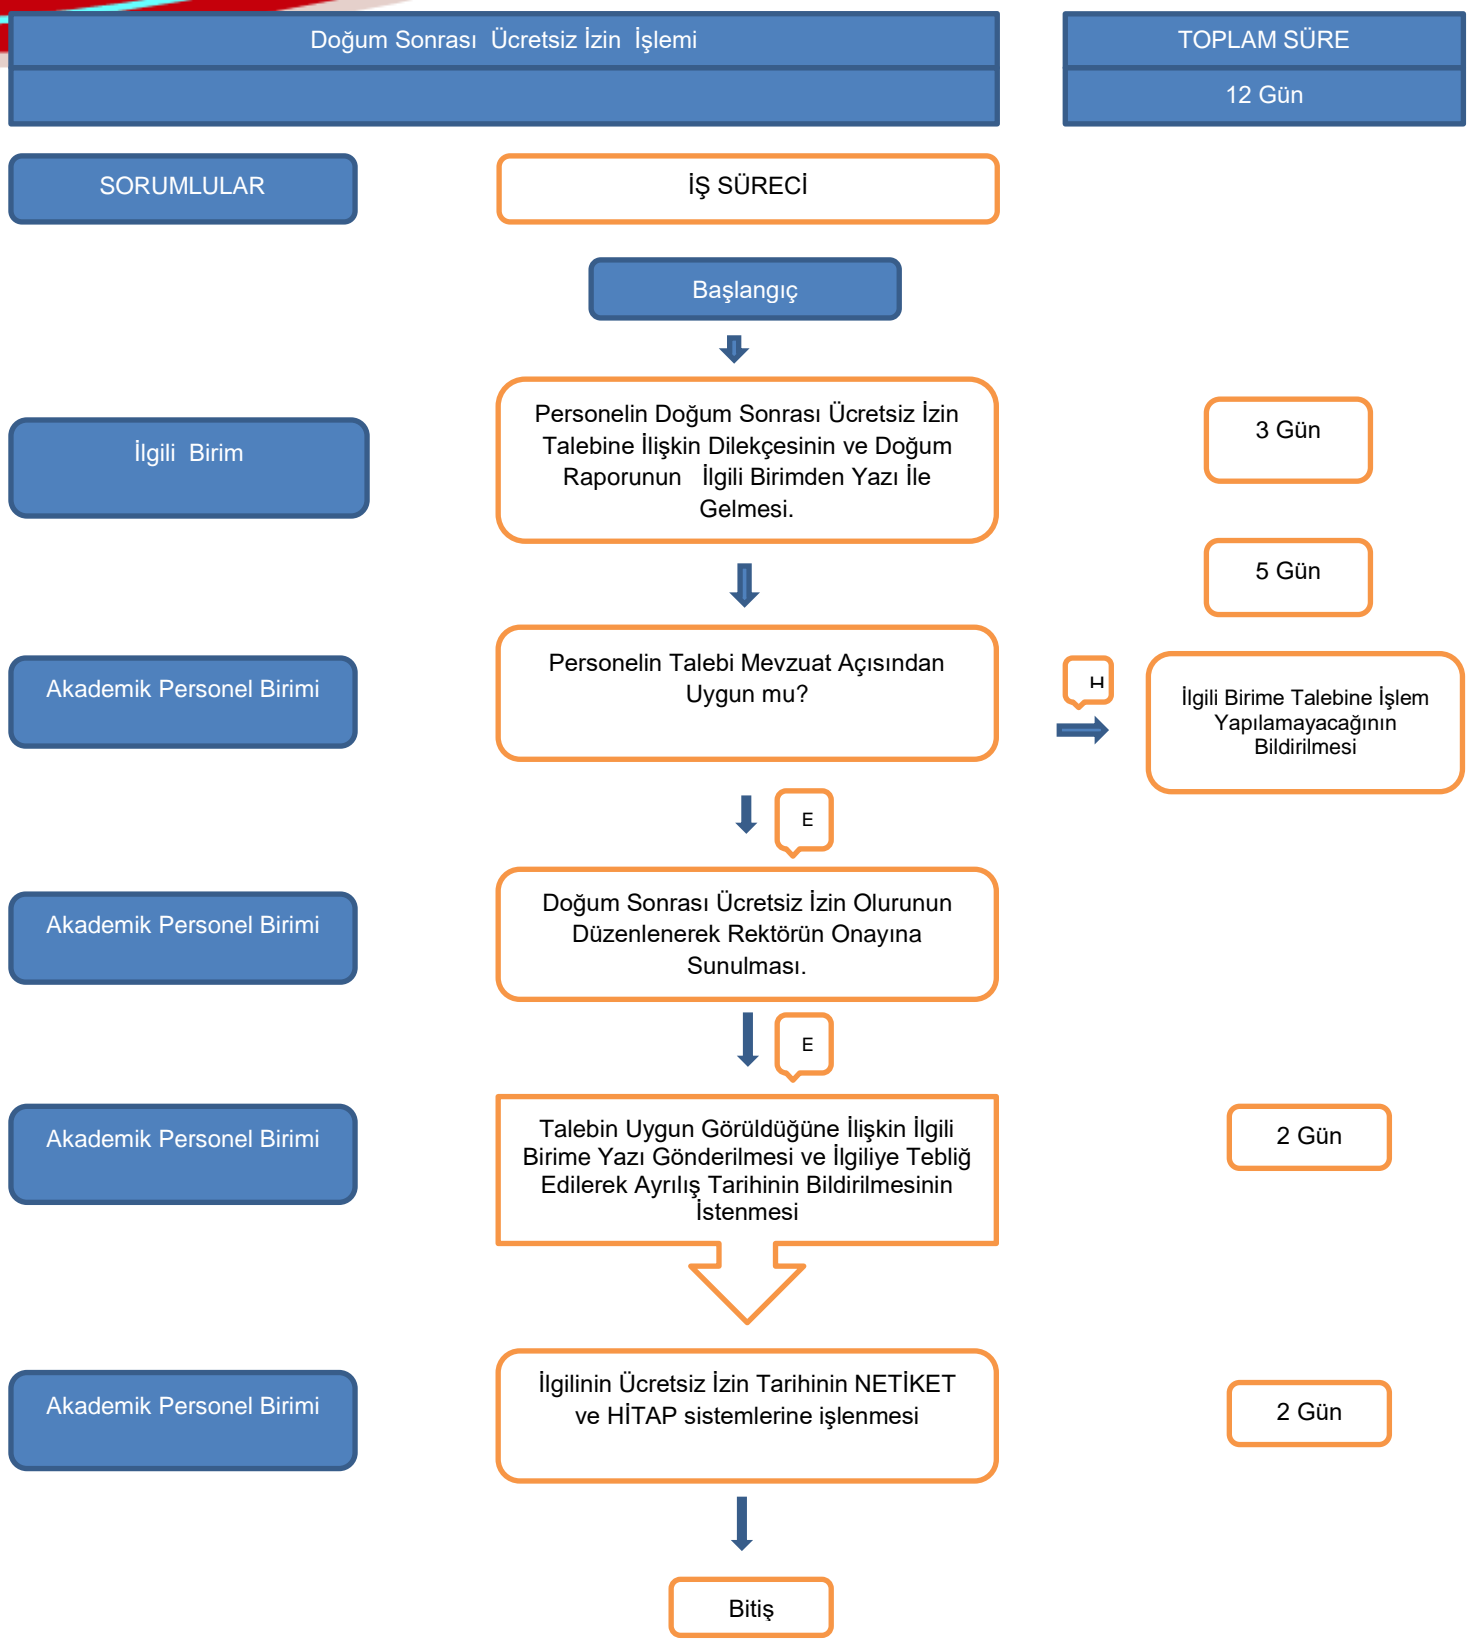 Doğum Sonrası Ücretsiz İzin İşlemi
TOPLAM SÜRE
12 Gün
SORUMLULAR
İŞ SÜRECİ
Başlangıç
İlgili Birim
Personelin Doğum Sonrası Ücretsiz İzin
Talebine İlişkin Dilekçesinin ve Doğum
Raporunun İlgili Birimden Yazı İle
Gelmesi.
3 Gün
5 Gün
Akademik Personel Birimi
Personelin Talebi Mevzuat Açısından
Uygun mu?
H
İlgili Birime Talebine İşlem
Yapılamayacağının
Bildirilmesi
E
Akademik Personel Birimi
Doğum Sonrası Ücretsiz İzin Olurunun
Düzenlenerek Rektörün Onayına
Sunulması.
E
Akademik Personel Birimi
Talebin Uygun Görüldüğüne İlişkin İlgili
Birime Yazı Gönderilmesi ve İlgiliye Tebliğ
Edilerek Ayrılış Tarihinin Bildirilmesinin
İstenmesi
2 Gün
Akademik Personel Birimi
İlgilinin Ücretsiz İzin Tarihinin NETİKET
ve HİTAP sistemlerine işlenmesi
2 Gün
Bitiş